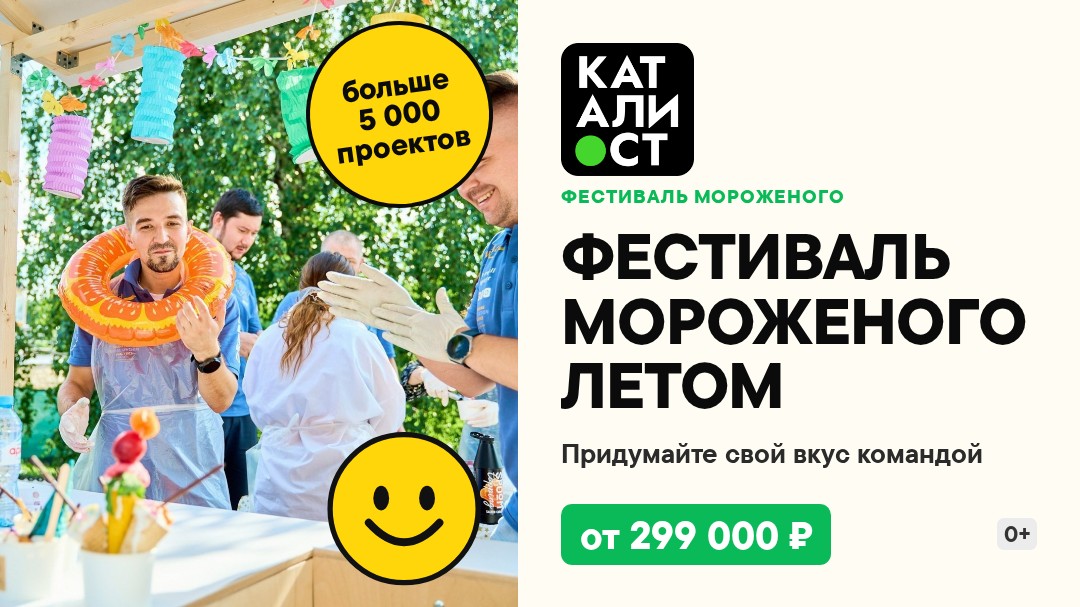 больше
5 000
проектов
КАТ
АЛИ
СТ
ФЕСТИВАЛЬ МОРОЖЕНОГО
ФЕСТИВАЛЬ
МОРОЖЕНОГО
ЛЕТОМ
Придумайте свой вкус командой
от 299 000 ₽
0+